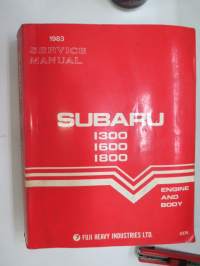 1983
SERVICE
MANUAL
SUBARU
1300
1600
1800
ENGINE
AND
BODY
FUJI HEAVY INDUSTRIES LTD.